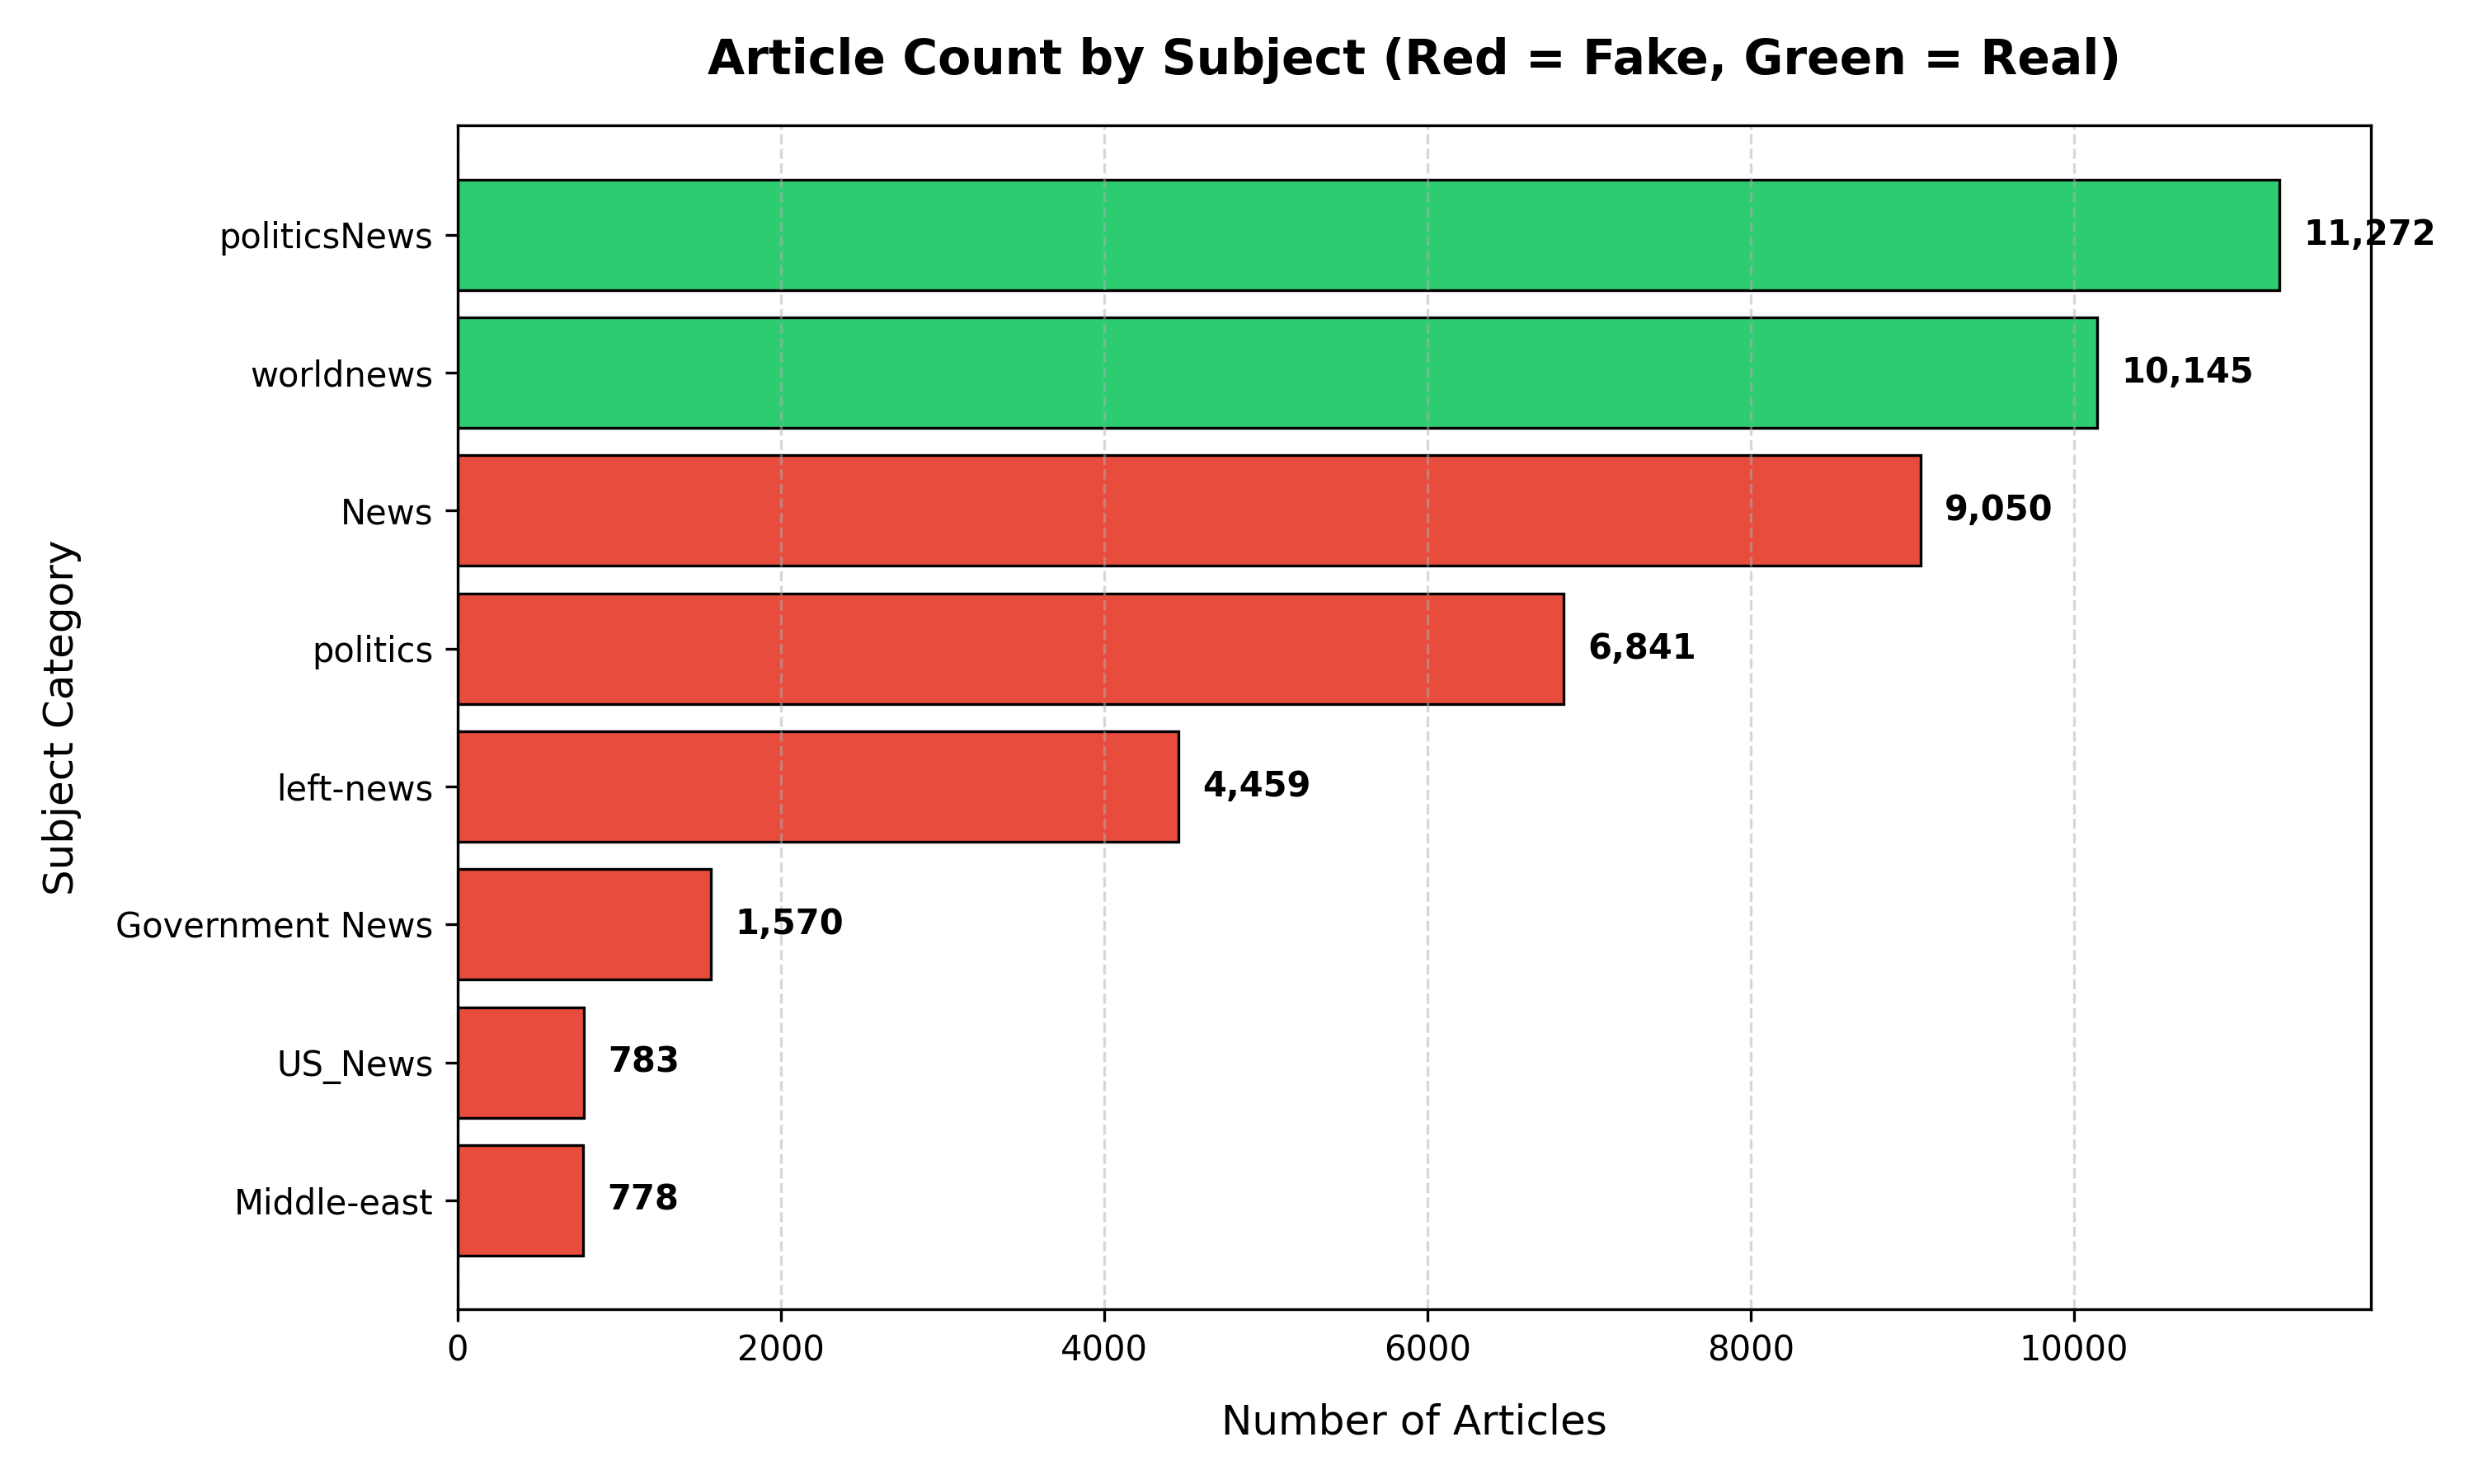 Article Count by Subject (Red = Fake, Green = Real)
politicsNews
11,272
worldnews
10,145
News
9,050
politics
6,841
left-news
4,459
Government News
1,570
US_News
783
Middle-east
778
Subject Category
0 2000 4000 6000 8000 10000
Number of Articles